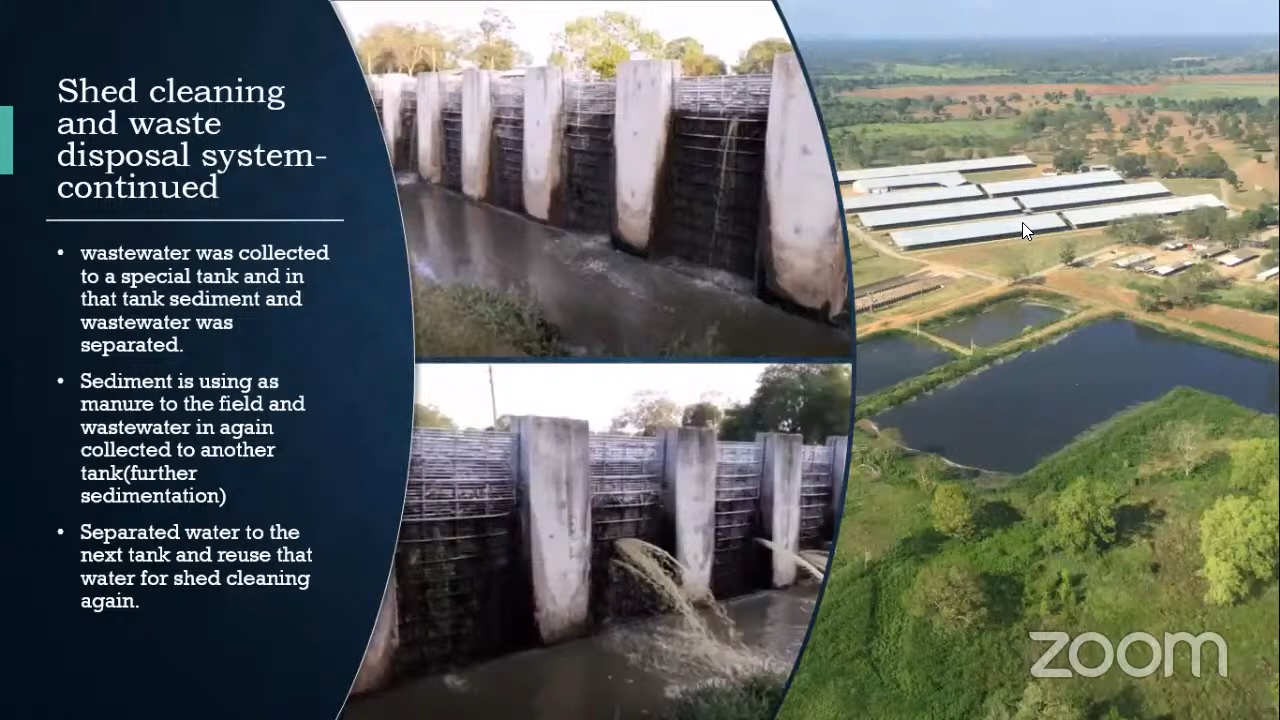 Shed cleaning
and waste
disposal system-
continued
• wastewater was collected
to a special tank and in
that tank sediment and
wastewater was
separated.
• Sediment is using as
manure to the field and
wastewater in again
collected to another
tank(further
sedimentation)
• Separated water to the
next tank and reuse that
water for shed cleaning
again.
zoom